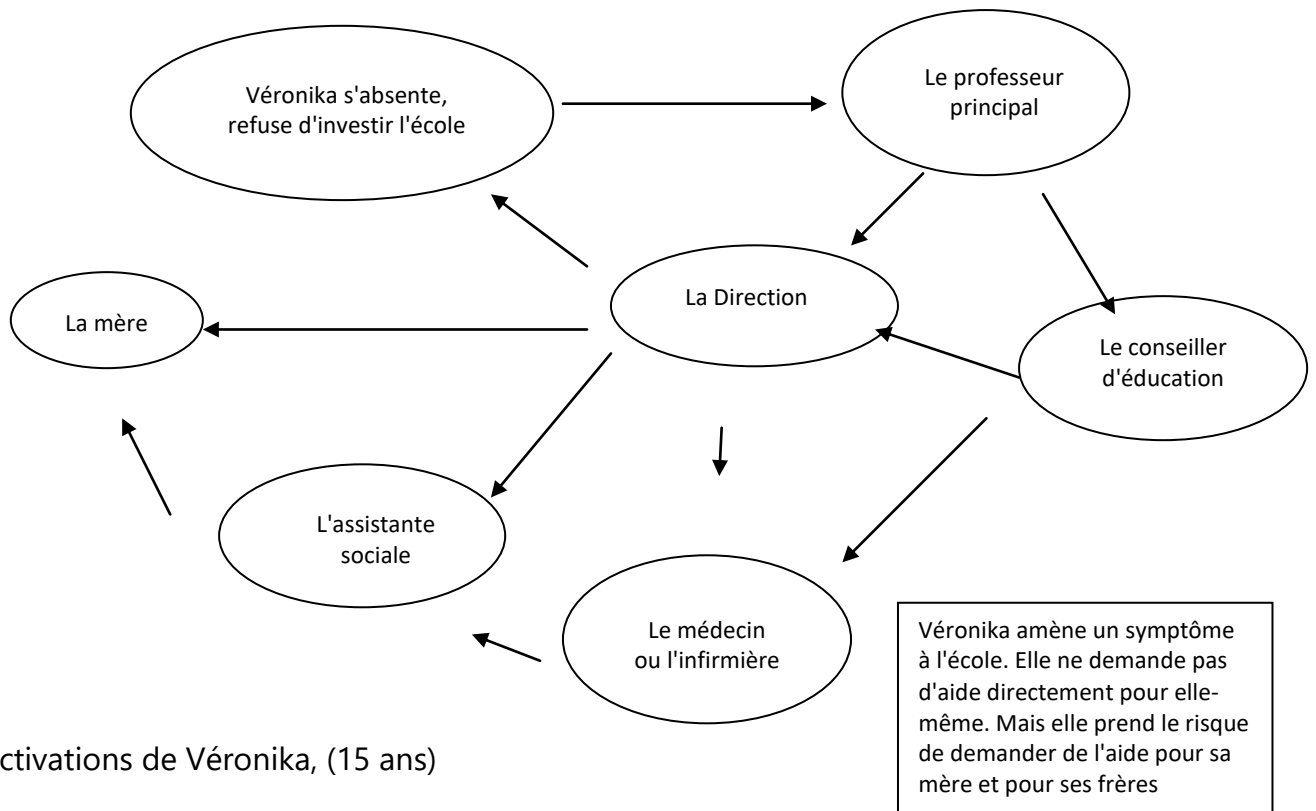 Véronika s'absente,
refuse d'investir l'école
Le professeur
principal
La Direction
La mère
Le conseiller
d'éducation
L'assistante
sociale
Le médecin
ou l'infirmière
Véronika amène un symptôme
à l'école. Elle ne demande pas
d'aide directement pour elle-
même. Mais elle prend le risque
de demander de l'aide pour sa
mère et pour ses frères
ctivations de Véronika, (15 ans)